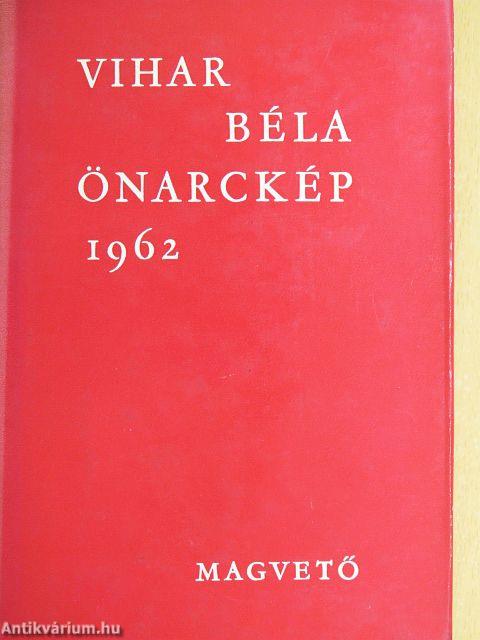 VIHAR
BÉLA
ÖNARCKÉP
1962
MAGVETŐ
Antikvárium.hu